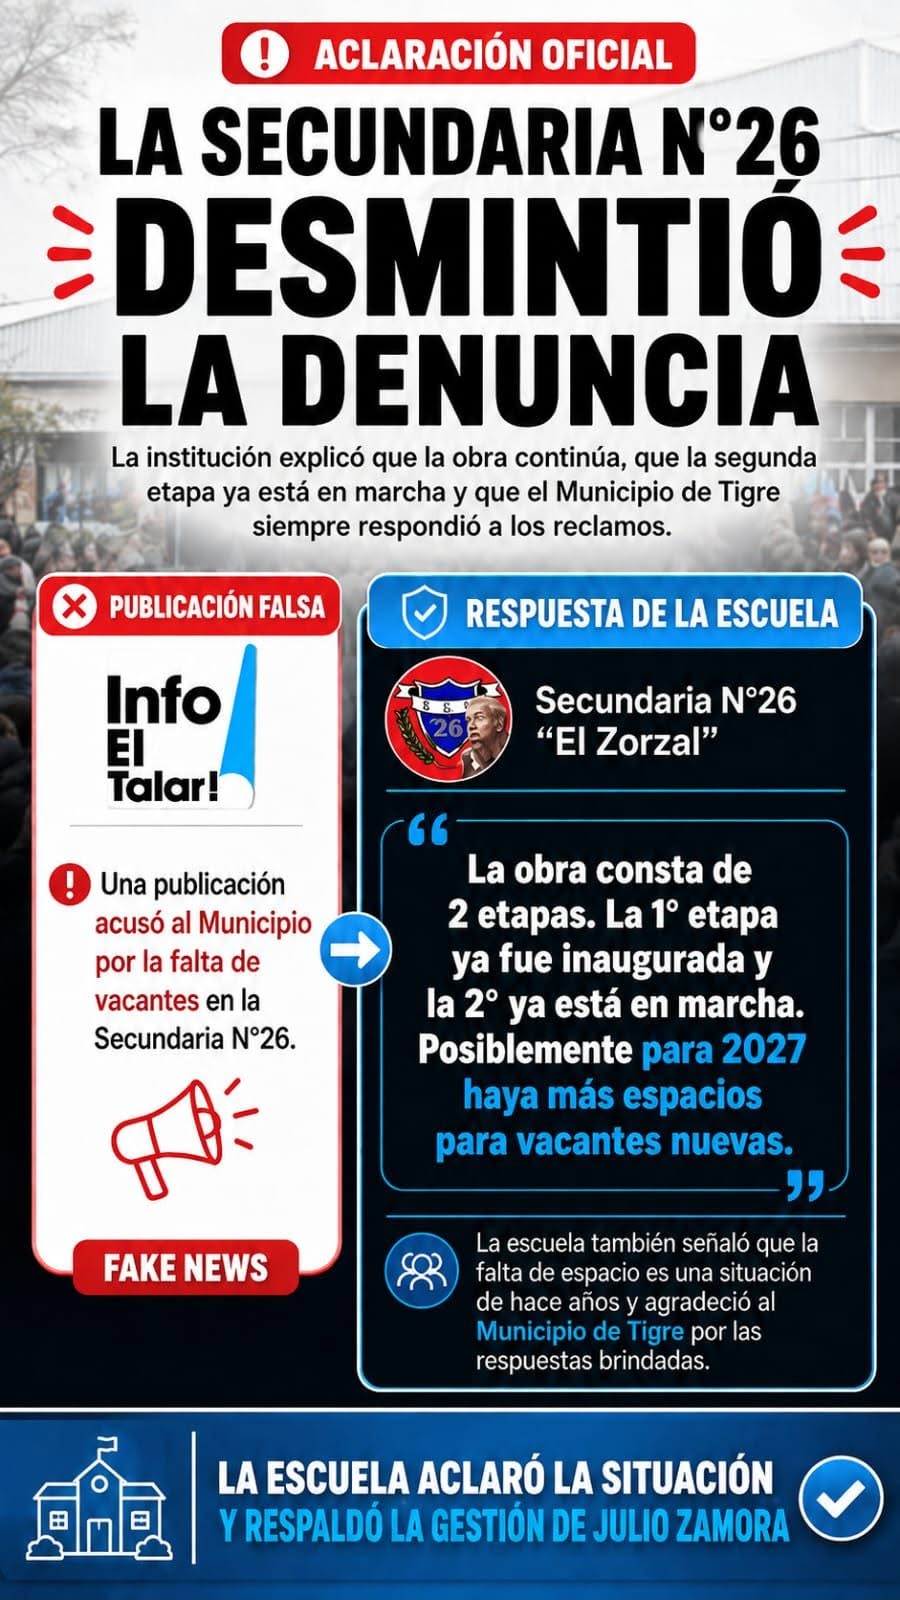 ACLARACIÓN OFICIAL
LA SECUNDARIA N°26
DESMINTIÓ
LA DENUNCIA
La institución explicó que la obra continúa, que la segunda
etapa ya está en marcha y que el Municipio de Tigre
siempre respondió a los reclamos.
PUBLICACIÓN FALSA
Info
El
Talar!
Una publicación
acusó al Municipio
por la falta de
vacantes en la
Secundaria N°26.
FAKE NEWS
RESPUESTA DE LA ESCUELA
26
Secundaria N°26
“El Zorzal”
“
La obra consta de
2 etapas. La 1° etapa
ya fue inaugurada y
la 2° ya está en marcha.
Posiblemente para 2027
haya más espacios
para vacantes nuevas.
”
La escuela también señaló que la
falta de espacio es una situación
de hace años y agradeció al
Municipio de Tigre por las
respuestas brindadas.
LA ESCUELA ACLARÓ LA SITUACIÓN
Y RESPALDÓ LA GESTIÓN DE JULIO ZAMORA